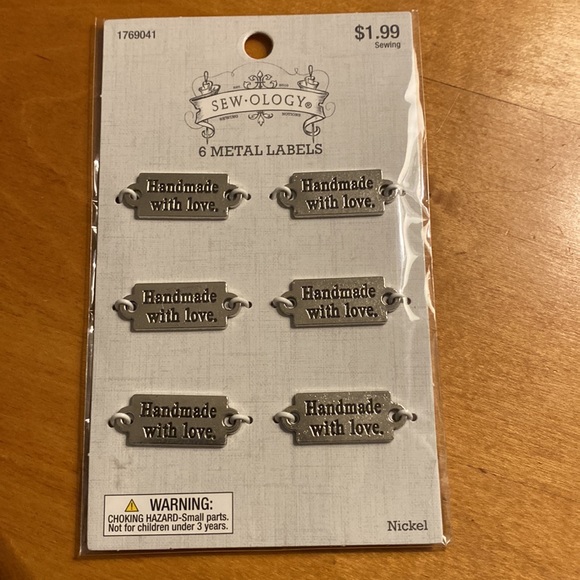 1769041
$1.99
Sewing
SEW·OLOGY®
6 METAL LABELS
Handmade
with love.
Handmade
with love.
Handmade
with love.
Handmade
with love.
Handmade
with love.
Handmade
with love.
WARNING:
CHOKING HAZARD-Small parts.
Not for children under 3 years.
Nickel